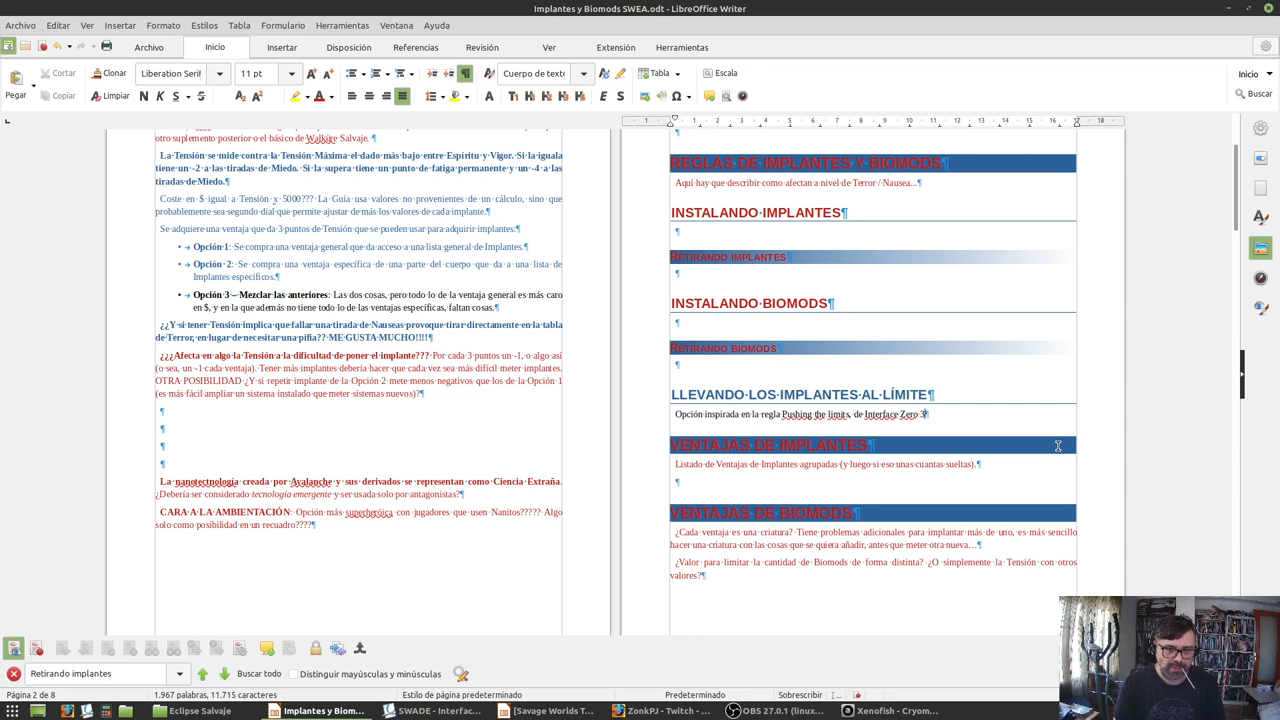 Implantes y Biomods SWEA.odt - LibreOffice Writer
Archivo Editar Ver Insertar Formato Estilos Tabla Formulario Herramientas Ventana Ayuda
Archivo Inicio Insertar Disposición Referencias Revisión Ver Extensión Herramientas
Cortar Clonar Liberation Serif 11 pt Cuerpo de texto Tabla Escala Inicio
Pegar Copiar Limpiar Buscar
1 1 2 3 4 5 6 7 8 9 10 11 12 13 14 15 16 17 18
otro suplemento posterior o el básico de Walküre Salvaje. ¶
La Tensión se mide contra la Tensión Máxima el dado más bajo entre Espíritu y Vigor. Si la iguala
tiene un -2 a las tiradas de Miedo. Si la supera tiene un punto de fatiga permanente y un -4 a las
tiradas de Miedo.¶
Coste en $ igual a Tensión x 5000??? La Guía usa valores no provenientes de un cálculo, sino que
probablemente sea segundo dial que permite ajustar de más los valores de cada implante.¶
Se adquiere una ventaja que da 3 puntos de Tensión que se pueden usar para adquirir implantes:¶
• Opción 1: Se compra una ventaja general que da acceso a una lista general de Implantes.¶
• Opción 2: Se compra una ventaja específica de una parte del cuerpo que da a una lista de
Implantes específicos.¶
• Opción 3 – Mezclar las anteriores: Las dos cosas, pero todo lo de la ventaja general es más caro
en $, y en la que además no tiene todo lo de las ventajas específicas, faltan cosas.¶
¿¿Y si tener Tensión implica que fallar una tirada de Nauseas provoque tirar directamente en la tabla
de Terror, en lugar de necesitar una pifia?? ME GUSTA MUCHO!!!!¶
¿¿¿Afecta en algo la Tensión a la dificultad de poner el implante??? Por cada 3 puntos un -1, o algo así
(o sea, un -1 cada ventaja). Tener más implantes debería hacer que cada vez sea más difícil meter implantes.
OTRA POSIBILIDAD ¿Y si repetir implante de la Opción 2 mete menos negativos que los de la Opción 1
(es más fácil ampliar un sistema instalado que meter sistemas nuevos)?¶
¶
¶
¶
¶
La nanotecnología creada por Avalanche y sus derivados se representan como Ciencia Extraña.
¿Debería ser considerado tecnología emergente y ser usada solo por antagonistas?¶
CARA A LA AMBIENTACIÓN: Opción más superheróica con jugadores que usen Nanitos????? Algo
solo como posibilidad en un recuadro????¶
¶
REGLAS DE IMPLANTES Y BIOMODS¶
Aquí hay que describir como afectan a nivel de Terror / Nausea...¶
INSTALANDO IMPLANTES¶
¶
RETIRANDO IMPLANTES¶
¶
INSTALANDO BIOMODS¶
¶
RETIRANDO BIOMODS¶
¶
LLEVANDO LOS IMPLANTES AL LÍMITE¶
Opción inspirada en la regla Pushing the limits, de Interface Zero 3¶
VENTAJAS DE IMPLANTES¶
Listado de Ventajas de Implantes agrupadas (y luego si eso unas cuantas sueltas).¶
¶
VENTAJAS DE BIOMODS¶
¿Cada ventaja es una criatura? Tiene problemas adicionales para implantar más de uno, es más sencillo
hacer una criatura con las cosas que se quiera añadir, antes que meter otra nueva…¶
¿Valor para limitar la cantidad de Biomods de forma distinta? ¿O simplemente la Tensión con otros
valores?¶
Retirando implantes Buscar todo Distinguir mayúsculas y minúsculas
Página 2 de 8 1.967 palabras, 11.715 caracteres Estilo de página predeterminado Predeterminado Sobrescribir
Eclipse Salvaje Implantes y Biom... SWADE - Interfac... [Savage Worlds T... ZonkPJ - Twitch - ... OBS 27.0.1 (linux... Xenofish - Cryom...